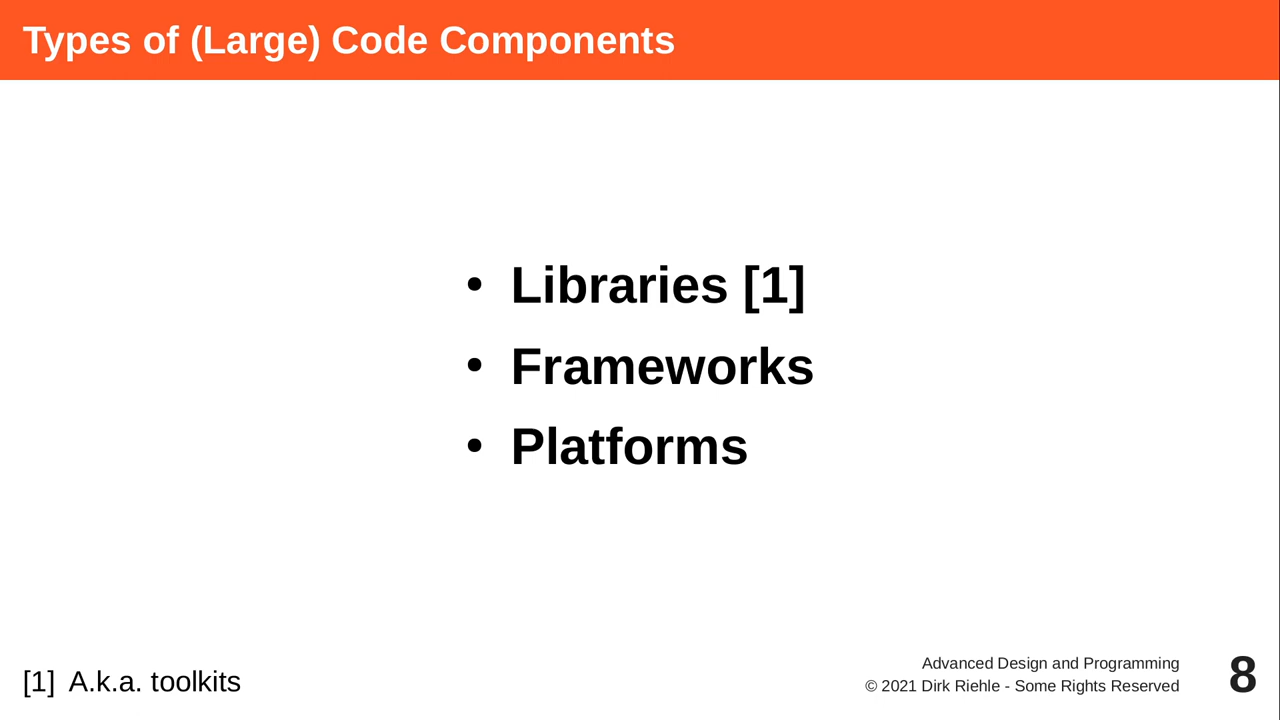 Types of (Large) Code Components
• Libraries [1]
• Frameworks
• Platforms
[1] A.k.a. toolkits
Advanced Design and Programming
© 2021 Dirk Riehle - Some Rights Reserved
8